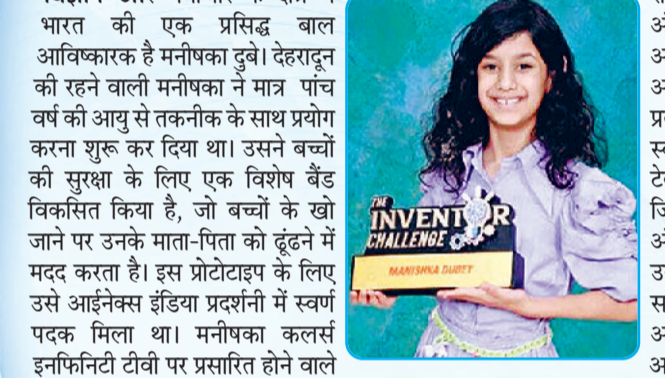 भारत की एक प्रसिद्ध बाल
आविष्कारक है मनीषका दुबे। देहरादून
की रहने वाली मनीषका ने मात्र पांच
वर्ष की आयु से तकनीक के साथ प्रयोग
करना शुरू कर दिया था। उसने बच्चों
की सुरक्षा के लिए एक विशेष बैंड
विकसित किया है, जो बच्चों के खो
जाने पर उनके माता-पिता को ढूंढने में
मदद करता है। इस प्रोटोटाइप के लिए
उसे आईनेक्स इंडिया प्रदर्शनी में स्वर्ण
पदक मिला था। मनीषका कलर्स
इनफिनिटी टीवी पर प्रसारित होने वाले
THE
INVENTOR
CHALLENGE
MANISHKA DUBEY